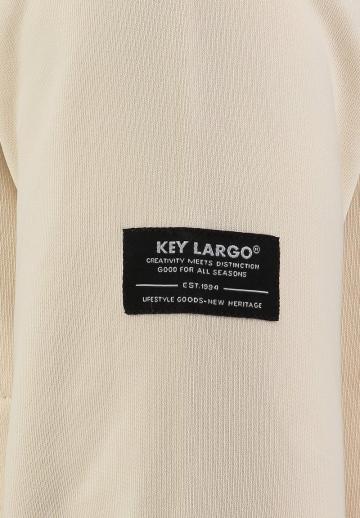 KEY LARGO®
CREATIVITY MEETS DISTINCTION
GOOD FOR ALL SEASONS
EST.1994
LIFESTYLE GOODS-NEW HERITAGE